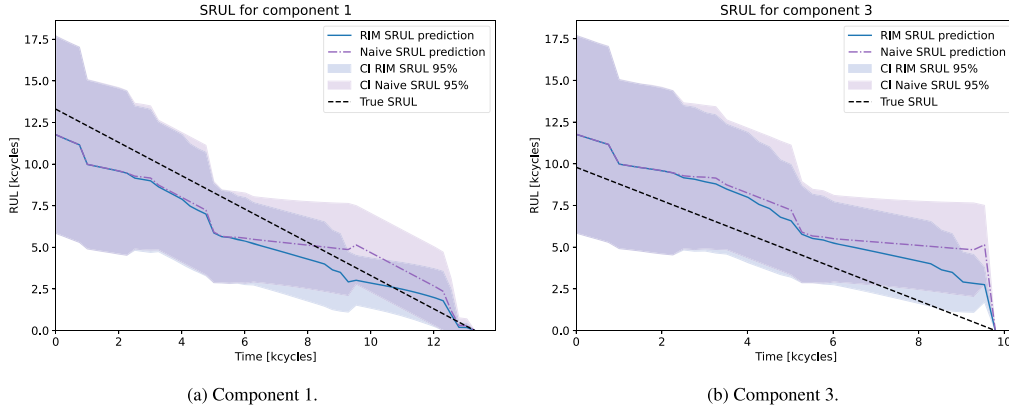 SRUL for component 1
RUL [kcycles]
17.5
15.0
12.5
10.0
7.5
5.0
2.5
0.0
RIM SRUL prediction
Naive SRUL prediction
CI RIM SRUL 95%
CI Naive SRUL 95%
True SRUL
0 2 4 6 8 10 12
Time [kcycles]
(a) Component 1.
SRUL for component 3
RUL [kcycles]
17.5
15.0
12.5
10.0
7.5
5.0
2.5
0.0
RIM SRUL prediction
Naive SRUL prediction
CI RIM SRUL 95%
CI Naive SRUL 95%
True SRUL
0 2 4 6 8 10
Time [kcycles]
(b) Component 3.